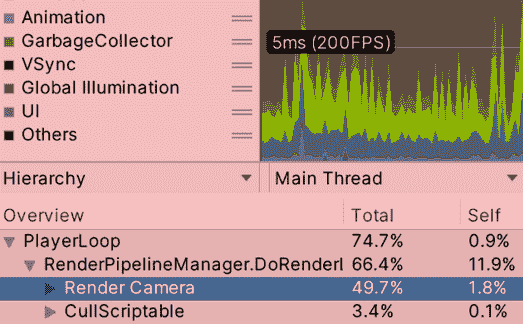 Animation
GarbageCollector
VSync
Global Illumination
UI
Others
5ms (200FPS)
Hierarchy Main Thread
Overview Total Self
PlayerLoop 74.7% 0.9%
RenderPipelineManager.DoRenderl 66.4% 11.9%
Render Camera 49.7% 1.8%
CullScriptable 3.4% 0.1%